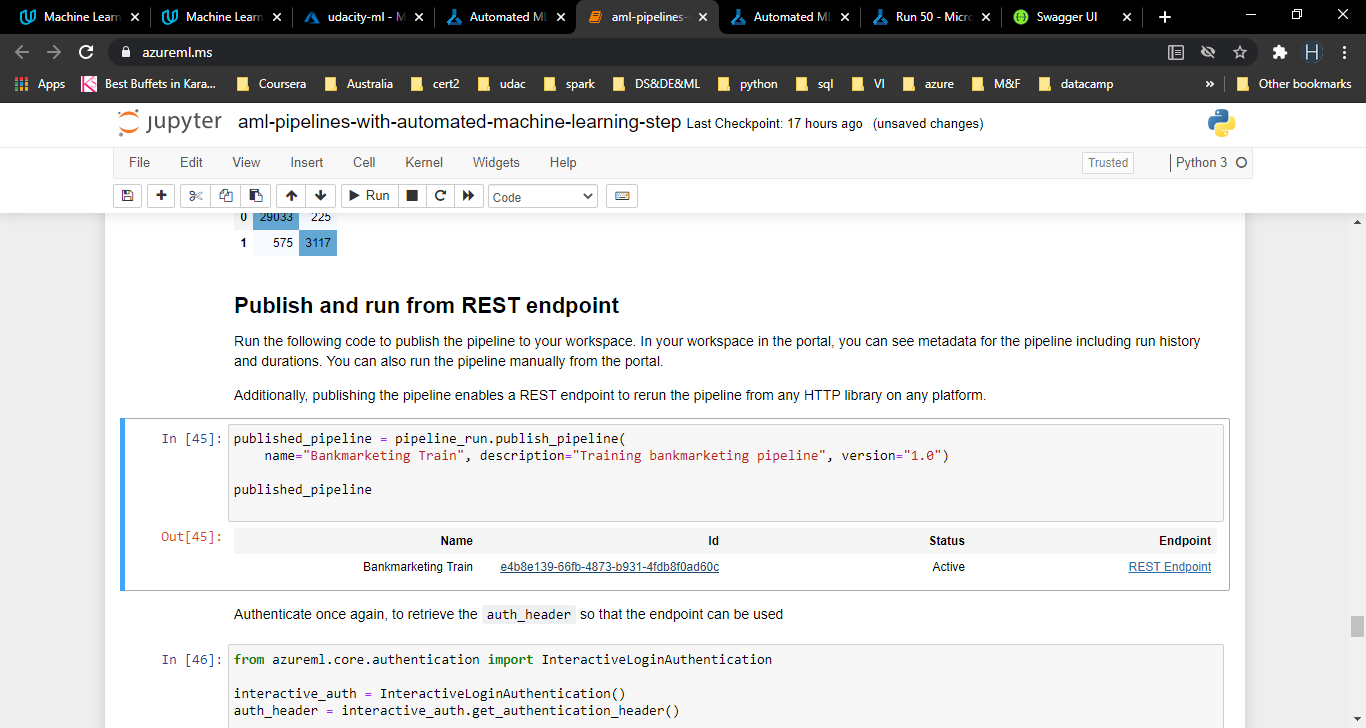 Machine Learn
Machine Learn
udacity-ml - M
Automated ML
aml-pipelines-
Automated ML
Run 50 - Micro
Swagger UI
azureml.ms
H
Apps
Best Buffets in Kara...
Coursera
Australia
cert2
udac
spark
DS&DE&ML
python
sql
VI
azure
M&F
datacamp
»
Other bookmarks
jupyter aml-pipelines-with-automated-machine-learning-step Last Checkpoint: 17 hours ago (unsaved changes)
File Edit View Insert Cell Kernel Widgets Help Trusted Python 3
Run Code
0 29033 225
1 575 3117
Publish and run from REST endpoint
Run the following code to publish the pipeline to your workspace. In your workspace in the portal, you can see metadata for the pipeline including run history
and durations. You can also run the pipeline manually from the portal.
Additionally, publishing the pipeline enables a REST endpoint to rerun the pipeline from any HTTP library on any platform.
In [45]: published_pipeline = pipeline_run.publish_pipeline(
name="Bankmarketing Train", description="Training bankmarketing pipeline", version="1.0")
published_pipeline
Out[45]: Name Id Status Endpoint
Bankmarketing Train e4b8e139-66fb-4873-b931-4fdb8f0ad60c Active REST Endpoint
Authenticate once again, to retrieve the auth_header so that the endpoint can be used
In [46]: from azureml.core.authentication import InteractiveLoginAuthentication
interactive_auth = InteractiveLoginAuthentication()
auth_header = interactive_auth.get_authentication_header()